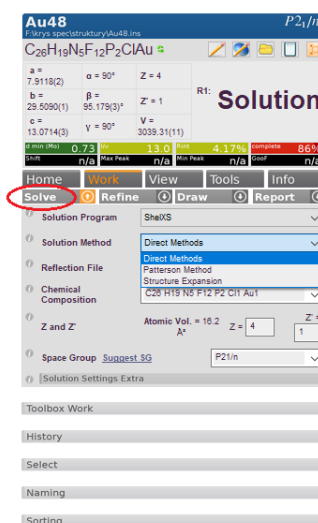 Au48
P2₁/n
F:\krys spec\struktury\Au48.ins
C₂₆H₁₉N₅F₁₂P₂ClAu
a = 7.9118(2)
α = 90°
Z = 4
b = 29.5090(1)
β = 95.179(3)°
Z' = 1
c = 13.0714(3)
γ = 90°
V = 3039.31(11)
R1:
Solution
d min (Mo) 0.73
I/σ 13.0
Rint 4.17%
complete 86%
Shift n/a
Max Peak n/a
Min Peak n/a
GooF n/a
Home Work View Tools Info
Solve Refine Draw Report
Solution Program ShelXS
Solution Method Direct Methods
Direct Methods
Patterson Method
Structure Expansion
Reflection File
Chemical Composition C26 H19 N5 F12 P2 Cl1 Au1
Z and Z' Atomic Vol. = 16.2 Å³ Z = 4 Z' = 1
Space Group Suggest SG P21/n
Solution Settings Extra
Toolbox Work
History
Select
Naming
Sorting